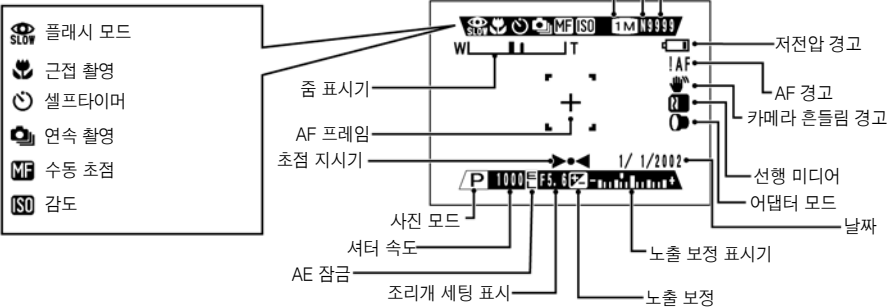 SLOW 플래시 모드
근접 촬영
셀프타이머
연속 촬영
MF 수동 초점
ISO 감도
SLOW MF ISO 1M N9999
W T
줌 표시기
저전압 경고
!AF
AF 경고
카메라 흔들림 경고
AF 프레임
초점 지시기
1/ 1/2002
선행 미디어
어댑터 모드
P 1000 F5.6 - +
날짜
사진 모드
셔터 속도
노출 보정 표시기
AE 잠금
조리개 세팅 표시
노출 보정